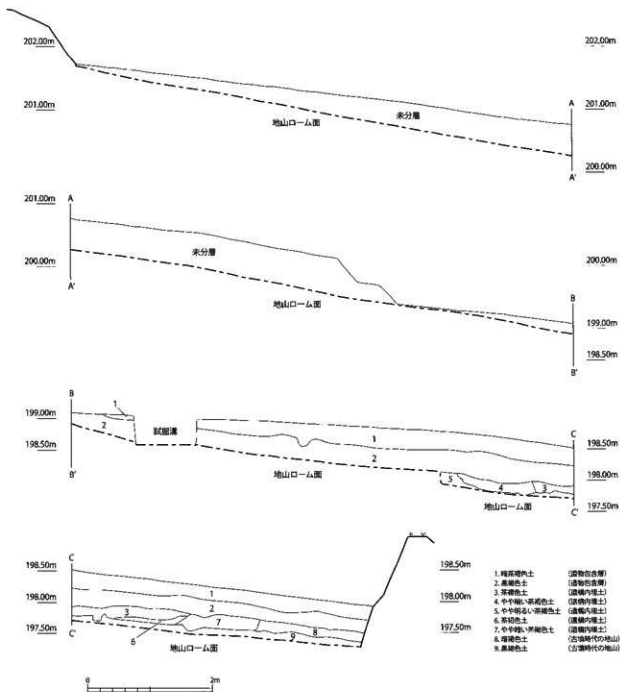 202.00m
202.00m
201.00m
A
201.00m
未分層
地山ローム面
200.00m
A'
201.00m
A
未分層
200.00m
200.00m
A'
地山ローム面
B
199.00m
198.50m
B'
B
199.00m
1
2
試掘溝
198.50m
1
C
198.50m
2
B'
地山ローム面
5
4
3
198.00m
地山ローム面
197.50m
C'
C
198.50m
198.50m
1
198.00m
2
198.00m
3
7
8
197.50m
197.50m
C'
6
9
地山ローム面
1. 暗茶褐色土 (遺物包含層)
2. 黒褐色土 (遺物包含層)
3. 茶褐色土 (遺構内埋土)
4. やや暗い茶褐色土 (遺構内埋土)
5. やや明るい茶褐色土 (遺構内埋土)
6. 茶褐色土 (遺構内埋土)
7. やや暗い茶褐色土 (遺構内埋土)
8. 暗褐色土 (古墳時代の地山)
9. 黒褐色土 (古墳時代の地山)
0 2m